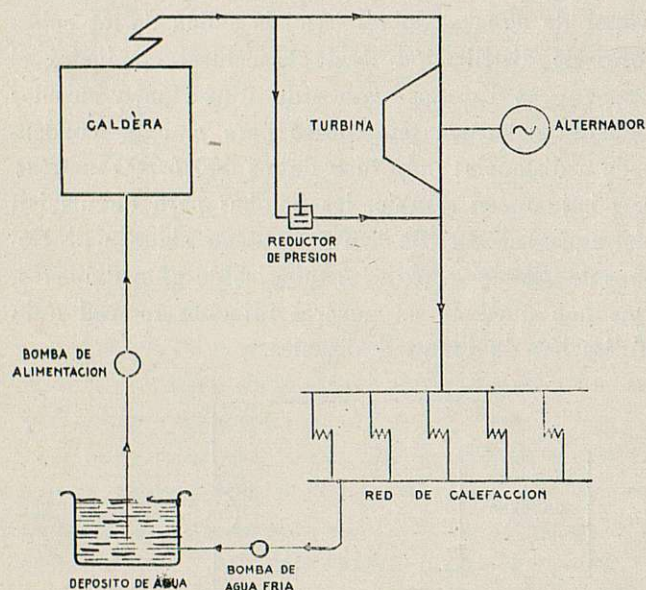 CALDERA
TURBINA
ALTERNADOR
REDUCTOR
DE PRESION
BOMBA DE
ALIMENTACION
RED DE CALEFACCION
DEPOSITO DE AGUA
BOMBA DE
AGUA FRIA